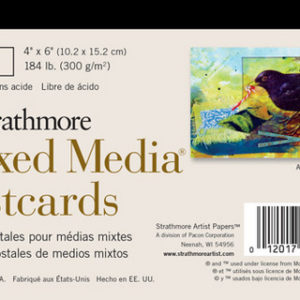 4" x 6" (10.2 x 15.2 cm)
184 lb. (300 g/m²)
ns acide Libre de ácido
rathmore
xed Media®
stcards
tales pour médias mixtes
ostales de medios mixtos
A. Fabriqué aux États-Unis Hecho en EE. UU.
Strathmore Artist Papers™
A division of Pacon Corporation
Neenah, WI 54956
www.strathmoreartist.com
® and ™ used under license from Mo
® et ™ utilisés sous licence de Mo
® y ™ usados bajo licencia de Mo
0 12017
A